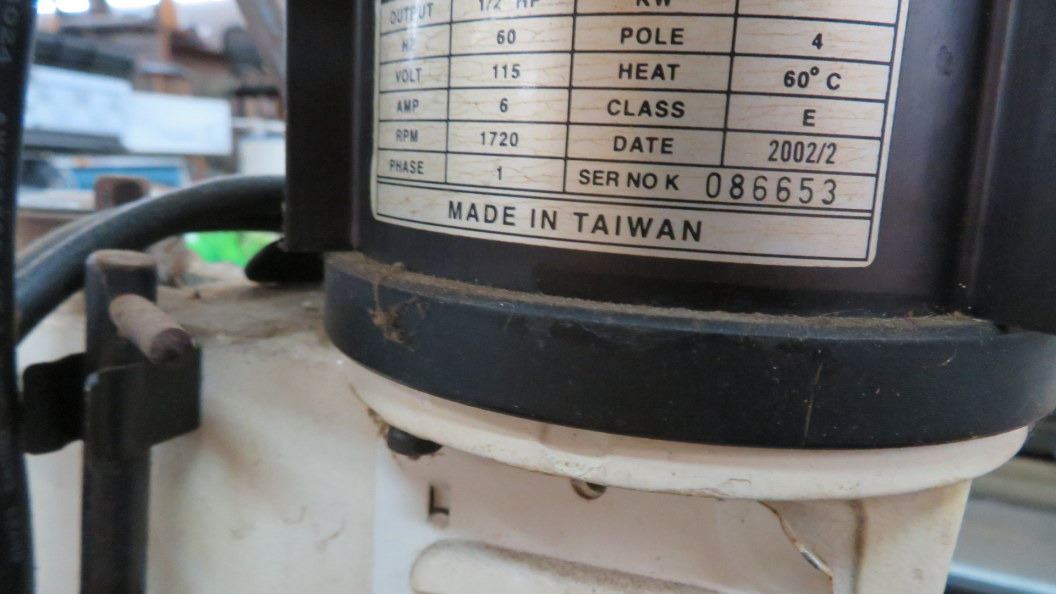 OUTPUT 1/2 HP KW
HZ 60 POLE 4
VOLT 115 HEAT 60° C
AMP 6 CLASS E
RPM 1720 DATE 2002/2
PHASE 1 SER NO K 086653
MADE IN TAIWAN